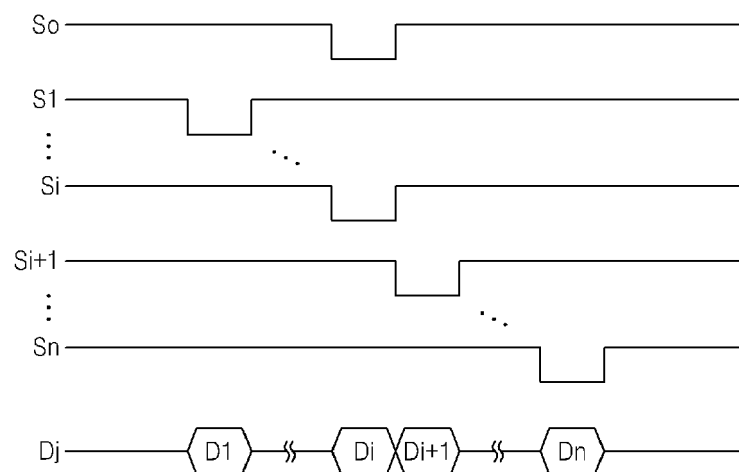 So
S1
Si
Si+1
Sn
Dj D1 Di Di+1 Dn